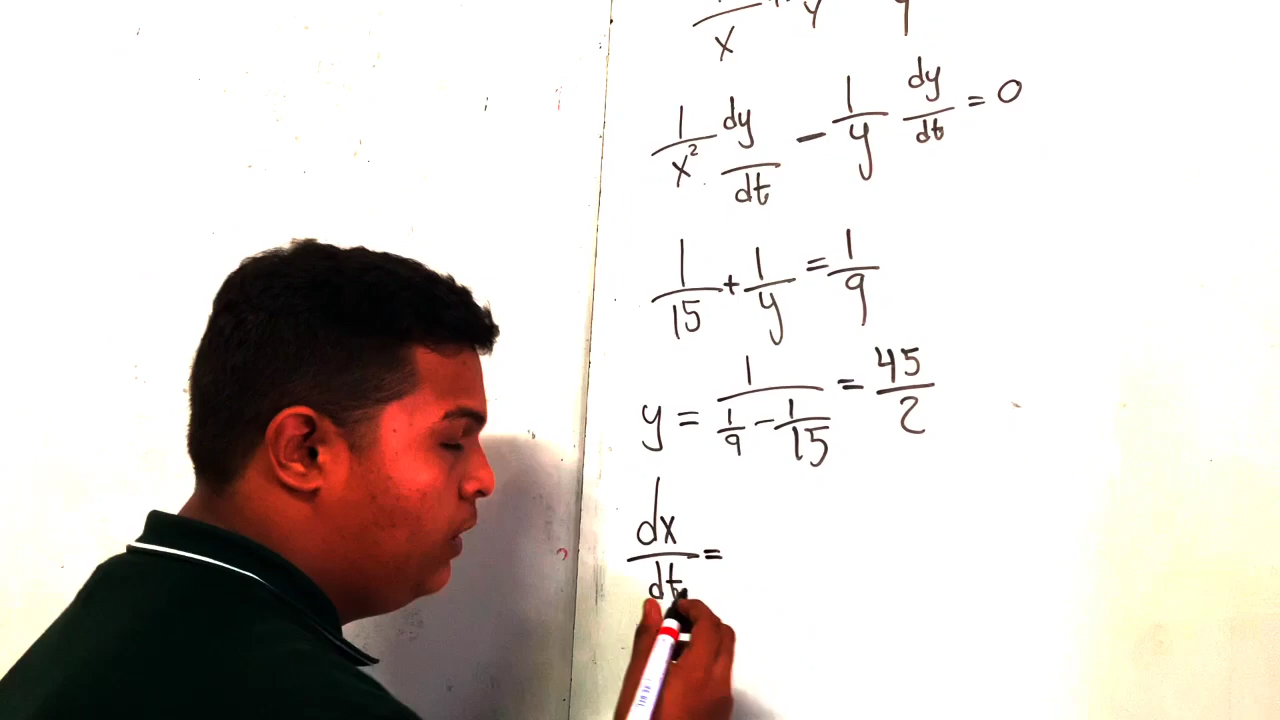 1/x² dy/dt - 1/y dy/dt = 0
1/15 + 1/y = 1/9
y = 1/(1/9 - 1/15) = 45/2
dx/dt =